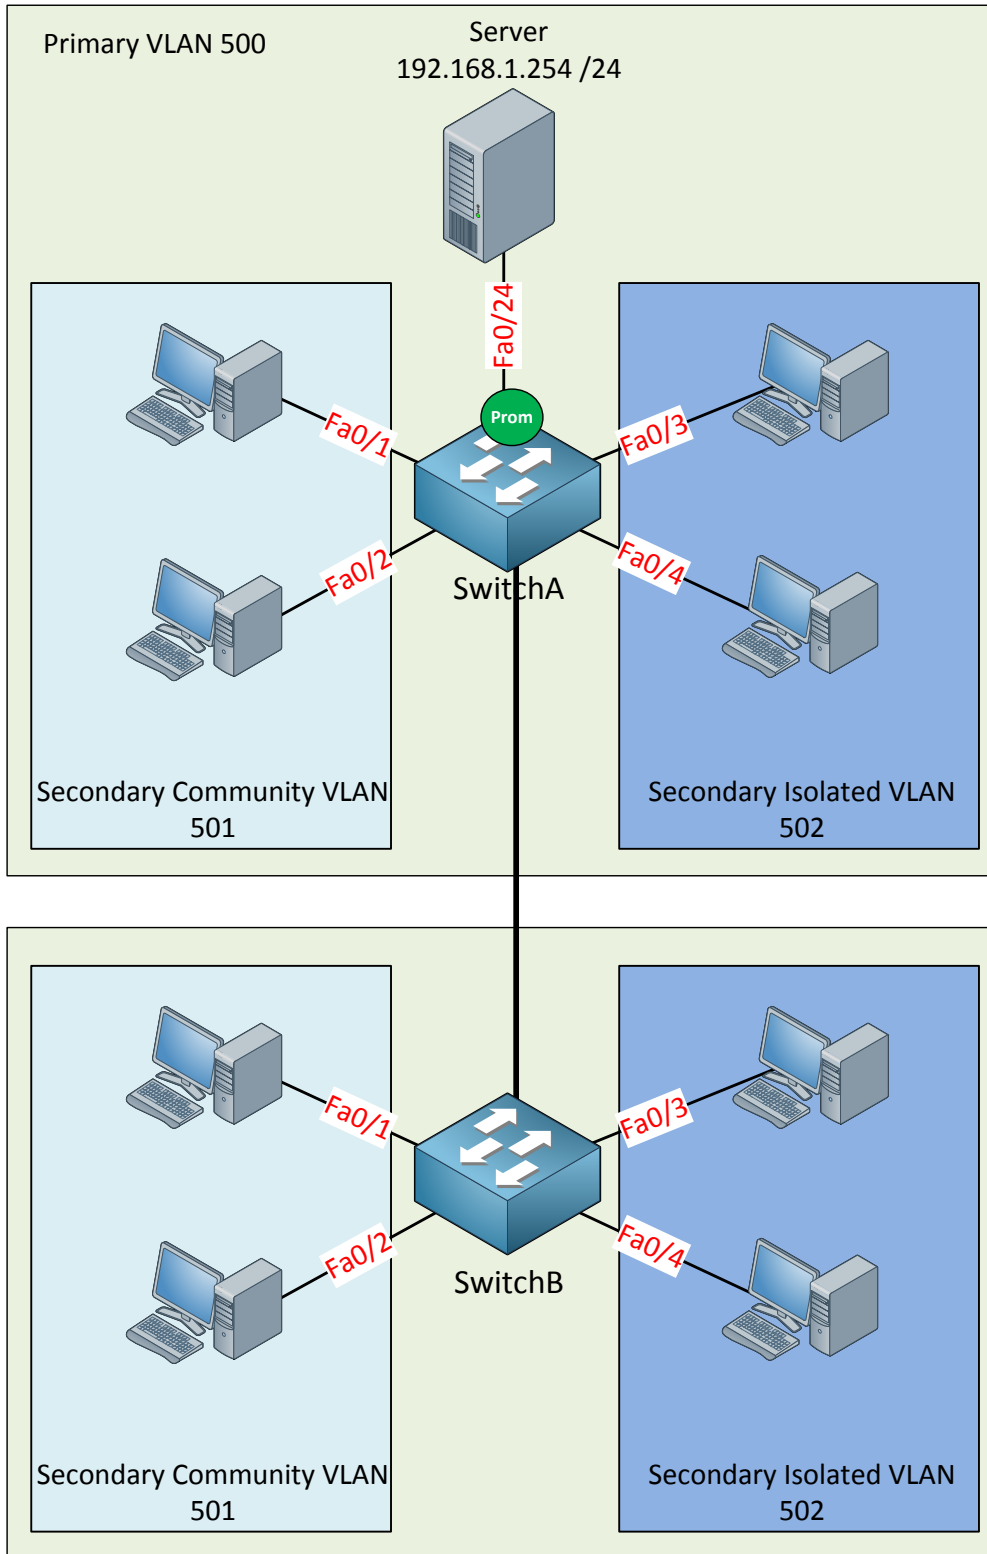 Primary VLAN 500
Server
192.168.1.254 /24
Fa0/24
Prom
Fa0/1
Fa0/3
Fa0/2
Fa0/4
SwitchA
Secondary Community VLAN
501
Secondary Isolated VLAN
502
Fa0/1
Fa0/3
Fa0/2
Fa0/4
SwitchB
Secondary Community VLAN
501
Secondary Isolated VLAN
502